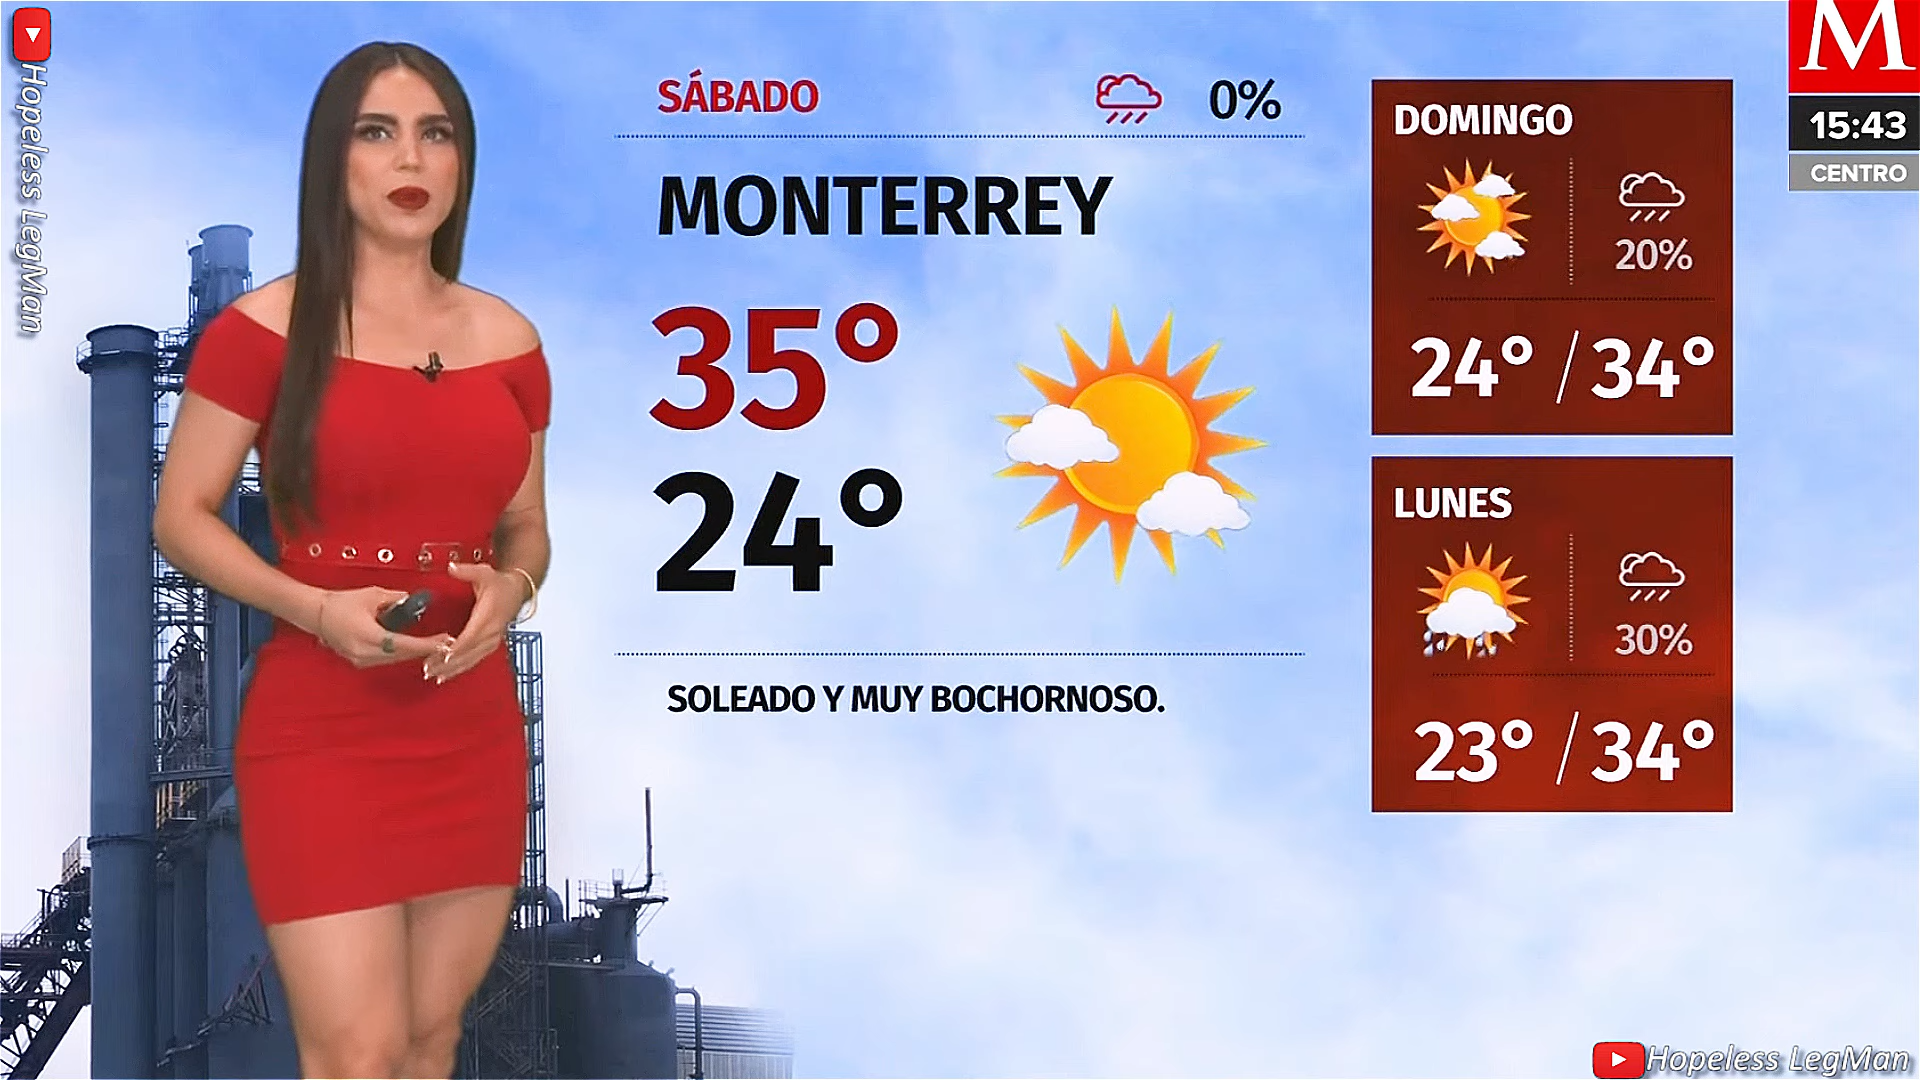 Hopeless LegMan
SÁBADO
0%
MONTERREY
35°
24°
SOLEADO Y MUY BOCHORNOSO.
DOMINGO
20%
24° / 34°
LUNES
30%
23° / 34°
M
15:43
CENTRO
Hopeless LegMan